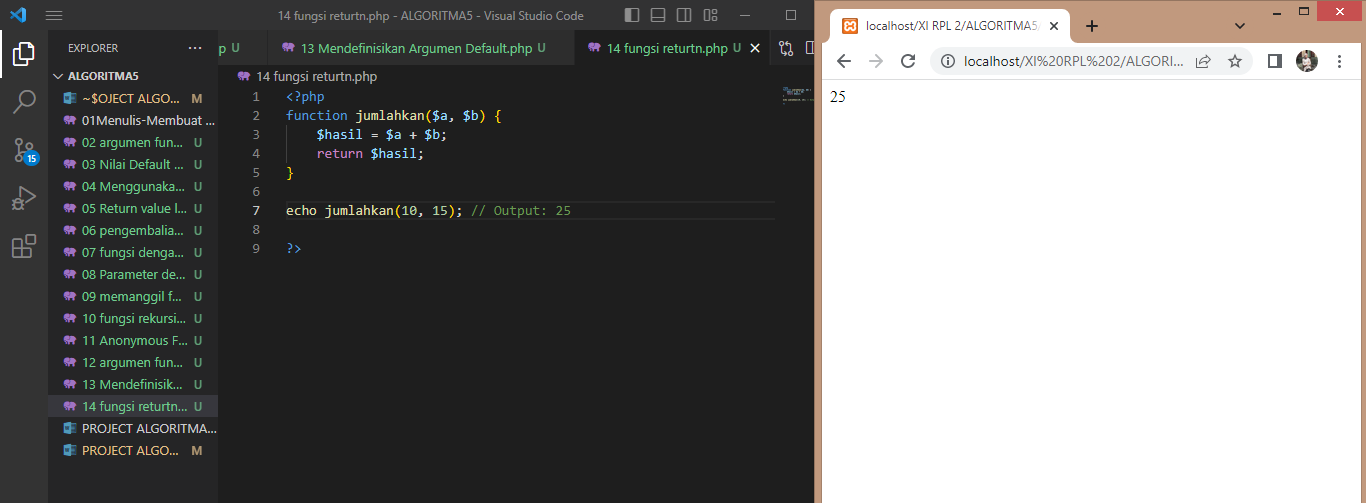 14 fungsi returtn.php - ALGORITMA5 - Visual Studio Code
EXPLORER
ALGORITMA5
~$OJECT ALGO... M
01Menulis-Membuat ...
02 argumen fun... U
03 Nilai Default ... U
04 Menggunaka... U
05 Return value l... U
06 pengembalia... U
07 fungsi denga... U
08 Parameter de... U
09 memanggil f... U
10 fungsi rekursi... U
11 Anonymous F... U
12 argumen fun... U
13 Mendefinisik... U
14 fungsi returtn... U
PROJECT ALGORITMA...
PROJECT ALGO... M
15
p U
13 Mendefinisikan Argumen Default.php U
14 fungsi returtn.php U
14 fungsi returtn.php
1 <?php
2 function jumlahkan($a, $b) {
3     $hasil = $a + $b;
4     return $hasil;
5 }
6
7 echo jumlahkan(10, 15); // Output: 25
8
9 ?>
localhost/XI RPL 2/ALGORITMA5/
localhost/XI%20RPL%202/ALGORI...
25